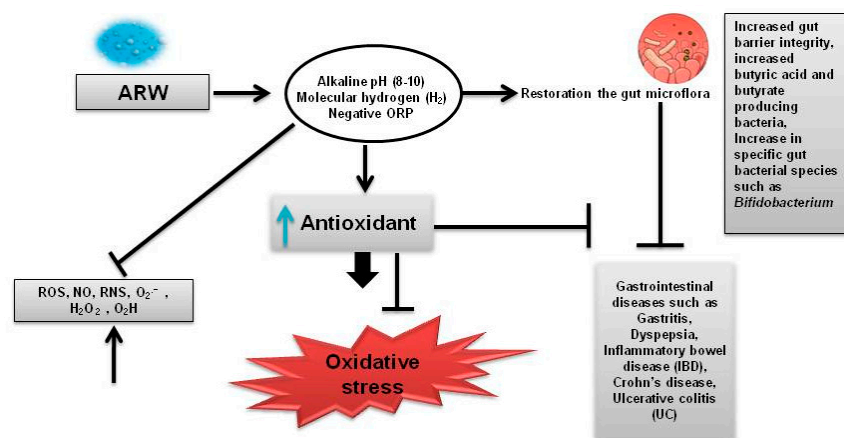 ARW
Alkaline pH (8-10)
Molecular hydrogen (H₂)
Negative ORP
Restoration the gut microflora
Increased gut
barrier integrity,
increased
butyric acid and
butyrate
producing
bacteria,
Increase in
specific gut
bacterial species
such as
Bifidobacterium
Antioxidant
ROS, NO, RNS, O₂·⁻ ,
H₂O₂ , O₂H
Oxidative
stress
Gastrointestinal
diseases such as
Gastritis,
Dyspepsia,
Inflammatory bowel
disease (IBD),
Crohn's disease,
Ulcerative colitis
(UC)